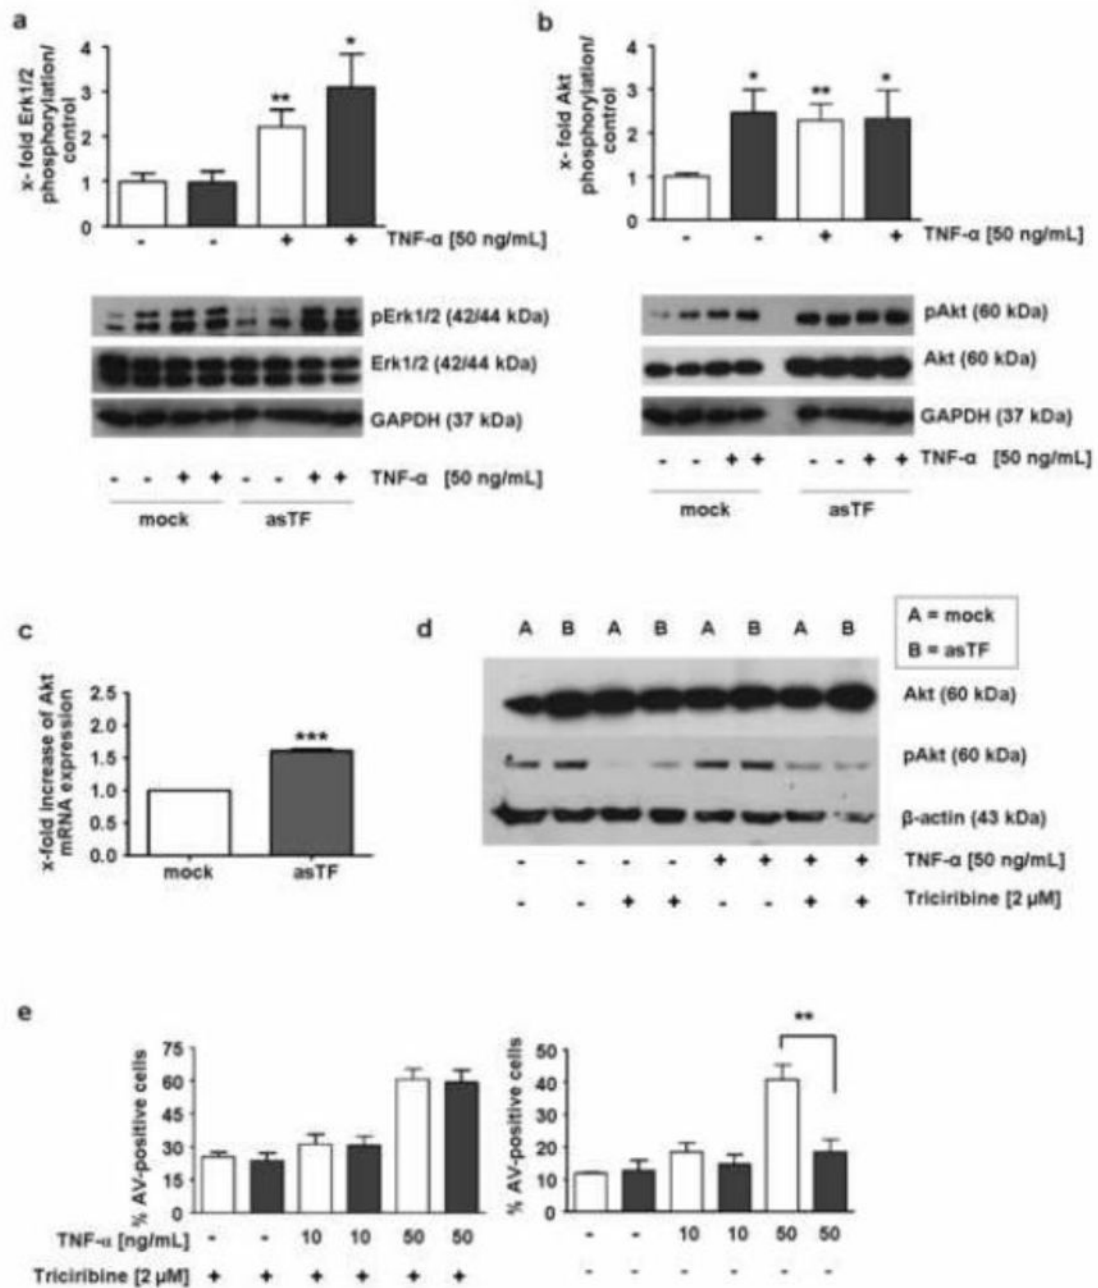 a
x- fold Erk1/2
phosphorylation/
control
4
3
2
1
0
**
*
- - + + TNF-α [50 ng/mL]
pErk1/2 (42/44 kDa)
Erk1/2 (42/44 kDa)
GAPDH (37 kDa)
- - + + - - + + TNF-α [50 ng/mL]
mock asTF
b
x- fold Akt
phosphorylation/
control
4
3
2
1
0
* ** *
- - + + TNF-α [50 ng/mL]
pAkt (60 kDa)
Akt (60 kDa)
GAPDH (37 kDa)
- - + + - - + + TNF-α [50 ng/mL]
mock asTF
c
x-fold increase of Akt
mRNA expression
2.5
2.0
1.5
1.0
0.5
0.0
***
mock asTF
d
A B A B A B A B
A = mock
B = asTF
Akt (60 kDa)
pAkt (60 kDa)
β-actin (43 kDa)
- - - - + + + + TNF-α [50 ng/mL]
- - + + - - + + Triciribine [2 µM]
e
% AV-positive cells
75
60
45
30
15
0
TNF-α [ng/mL] - - 10 10 50 50
Triciribine [2 µM] + + + + + +
% AV-positive cells
50
40
30
20
10
0
**
- - 10 10 50 50
- - - - - -